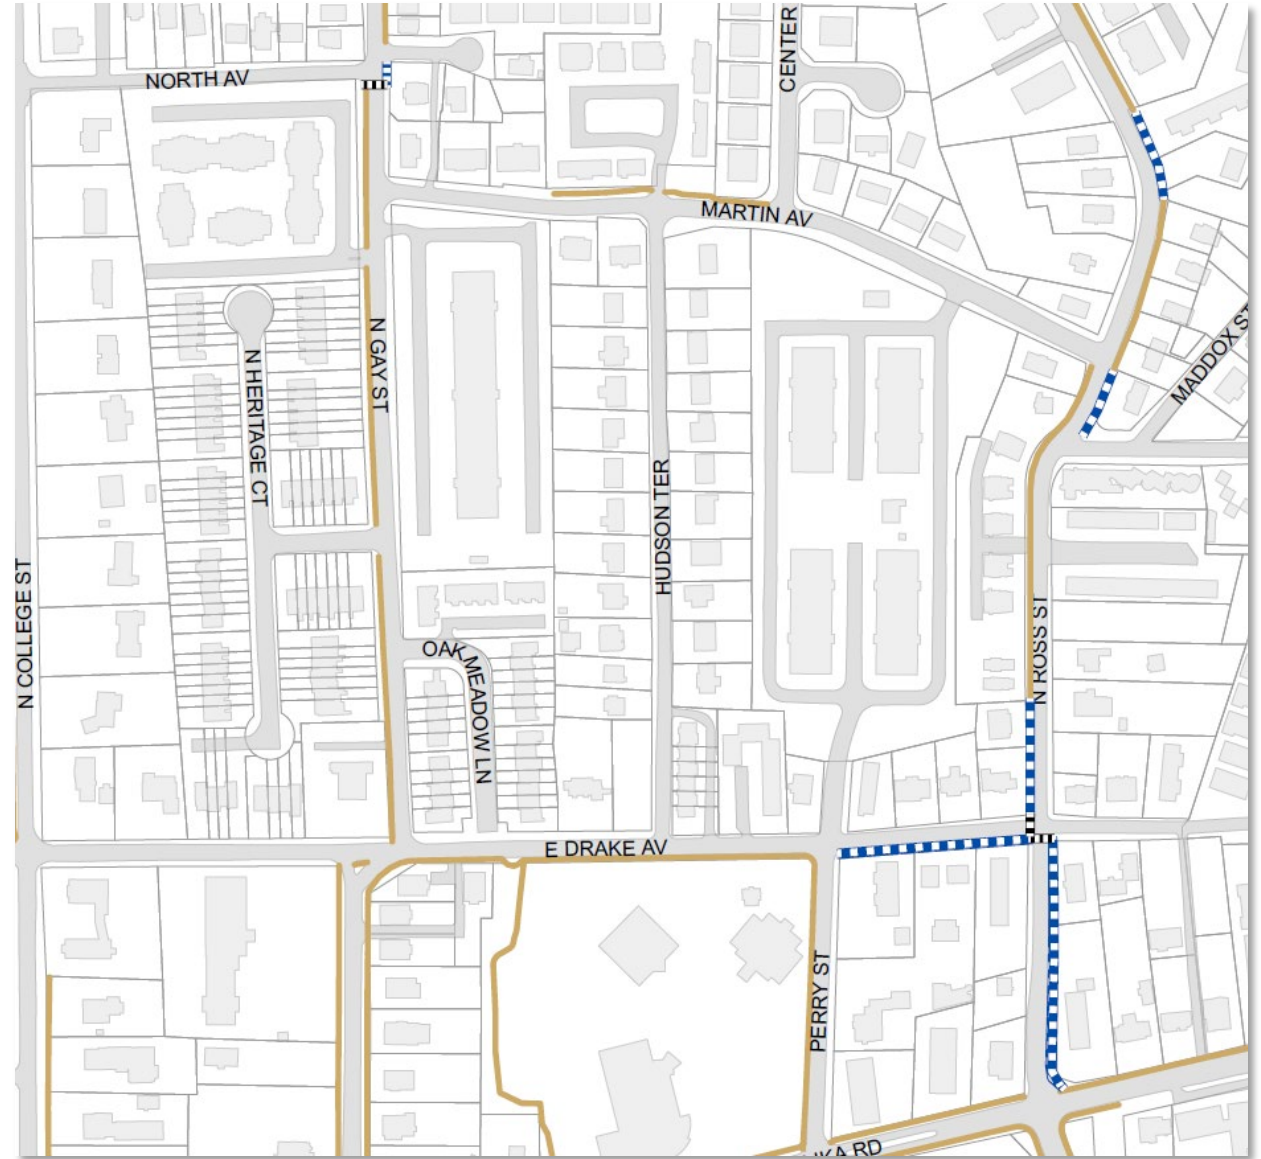 CENTER
NORTH AV
MARTIN AV
MADDOX ST
N GAY ST
N HERITAGE CT
HUDSON TER
N COLLEGE ST
N ROSS ST
OAK MEADOW LN
E DRAKE AV
PERRY ST
RD